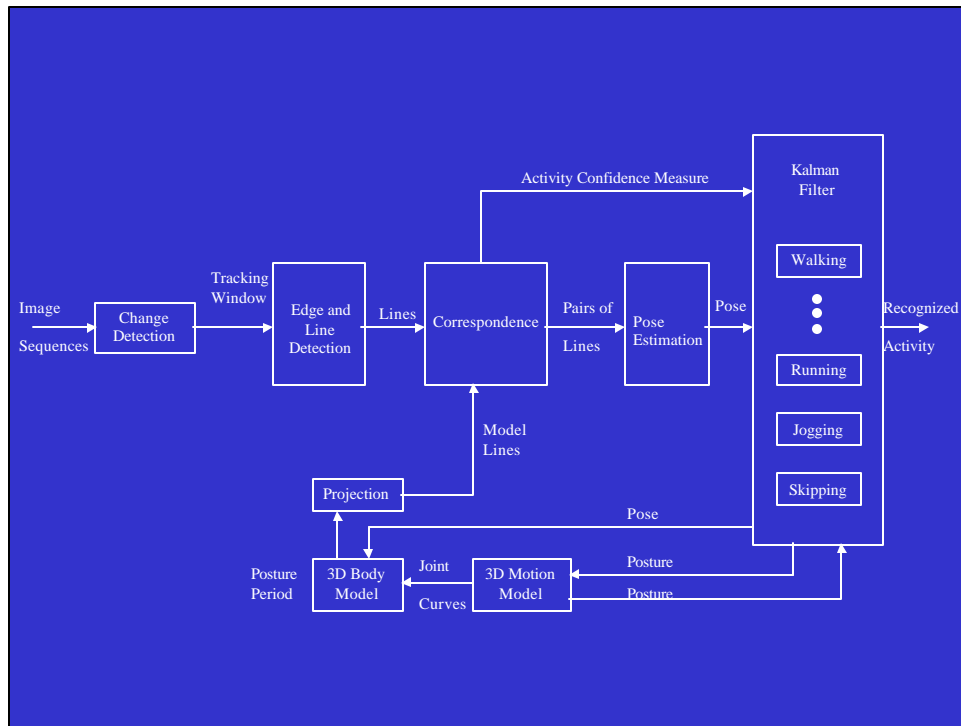 Activity Confidence Measure
Kalman
Filter
Walking
Tracking
Window
Image
Sequences
Change
Detection
Edge and
Line
Detection
Lines
Correspondence
Pairs of
Lines
Pose
Estimation
Pose
Recognized
Activity
Running
Jogging
Skipping
Model
Lines
Projection
Pose
Posture
Period
3D Body
Model
Joint
Curves
3D Motion
Model
Posture
Posture